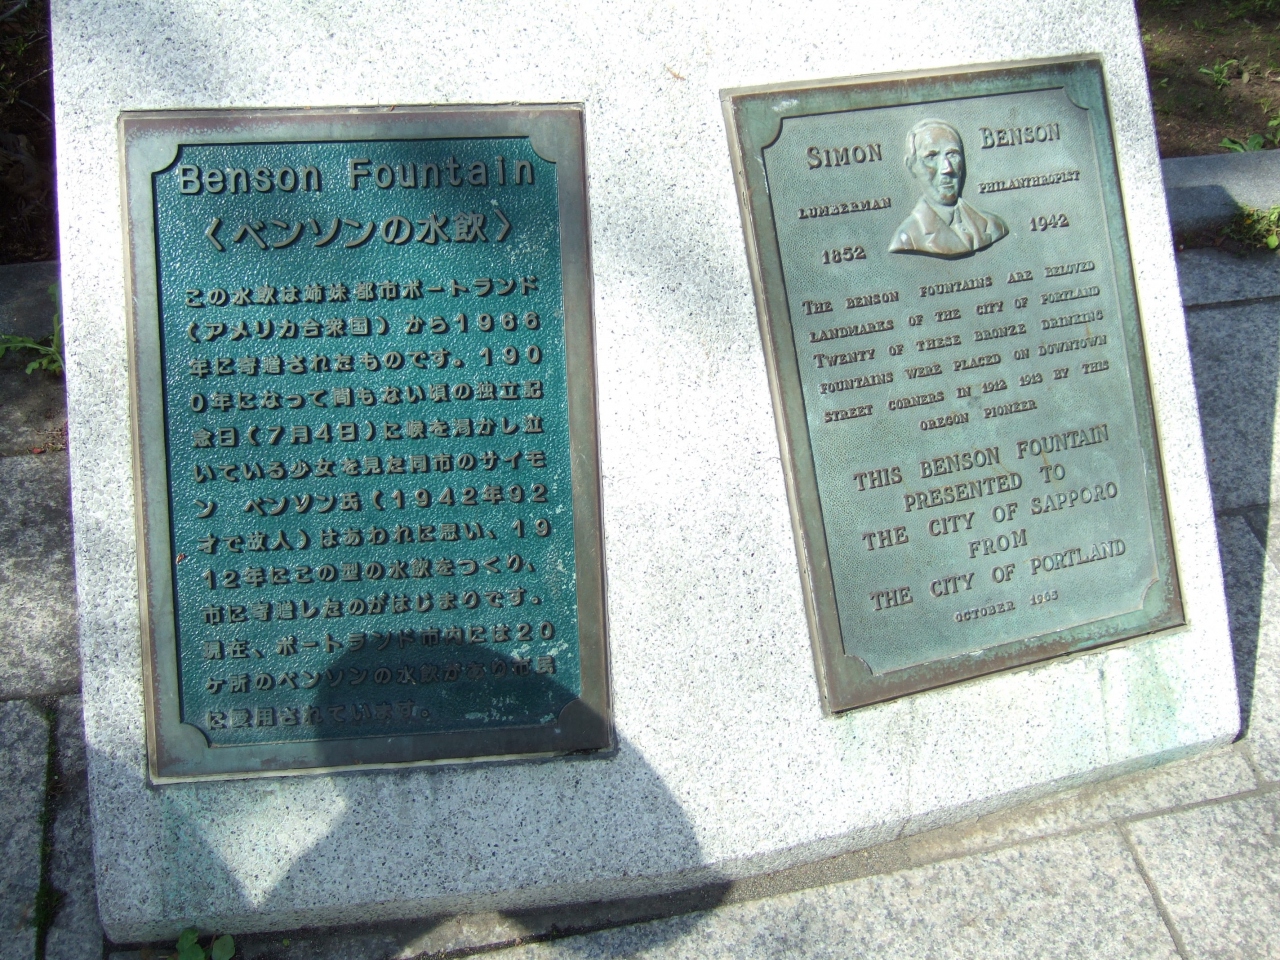 Benson Fountain
〈ベンソンの水飲〉
この水飲は姉妹都市ポートランド
(アメリカ合衆国)から1966
年に寄贈されたものです。190
0年になって間もない頃の独立記
念日(7月4日)に喉を渇かし泣
いている少女を見た同市のサイモ
ン ベンソン氏(1942年92
才で故人)はあわれに思い、19
12年にこの型の水飲をつくり、
市に寄贈したのがはじまりです。
現在、ポートランド市内には20
ケ所のベンソンの水飲があり市民
に愛用されています。
SIMON BENSON
LUMBERMAN PHILANTHROPIST
1852 1942
THE BENSON FOUNTAINS ARE BELOVED
LANDMARKS OF THE CITY OF PORTLAND
TWENTY OF THESE BRONZE DRINKING
FOUNTAINS WERE PLACED ON DOWNTOWN
STREET CORNERS IN 1912 1913 BY THIS
OREGON PIONEER
THIS BENSON FOUNTAIN
PRESENTED TO
THE CITY OF SAPPORO
FROM
THE CITY OF PORTLAND
OCTOBER 1965